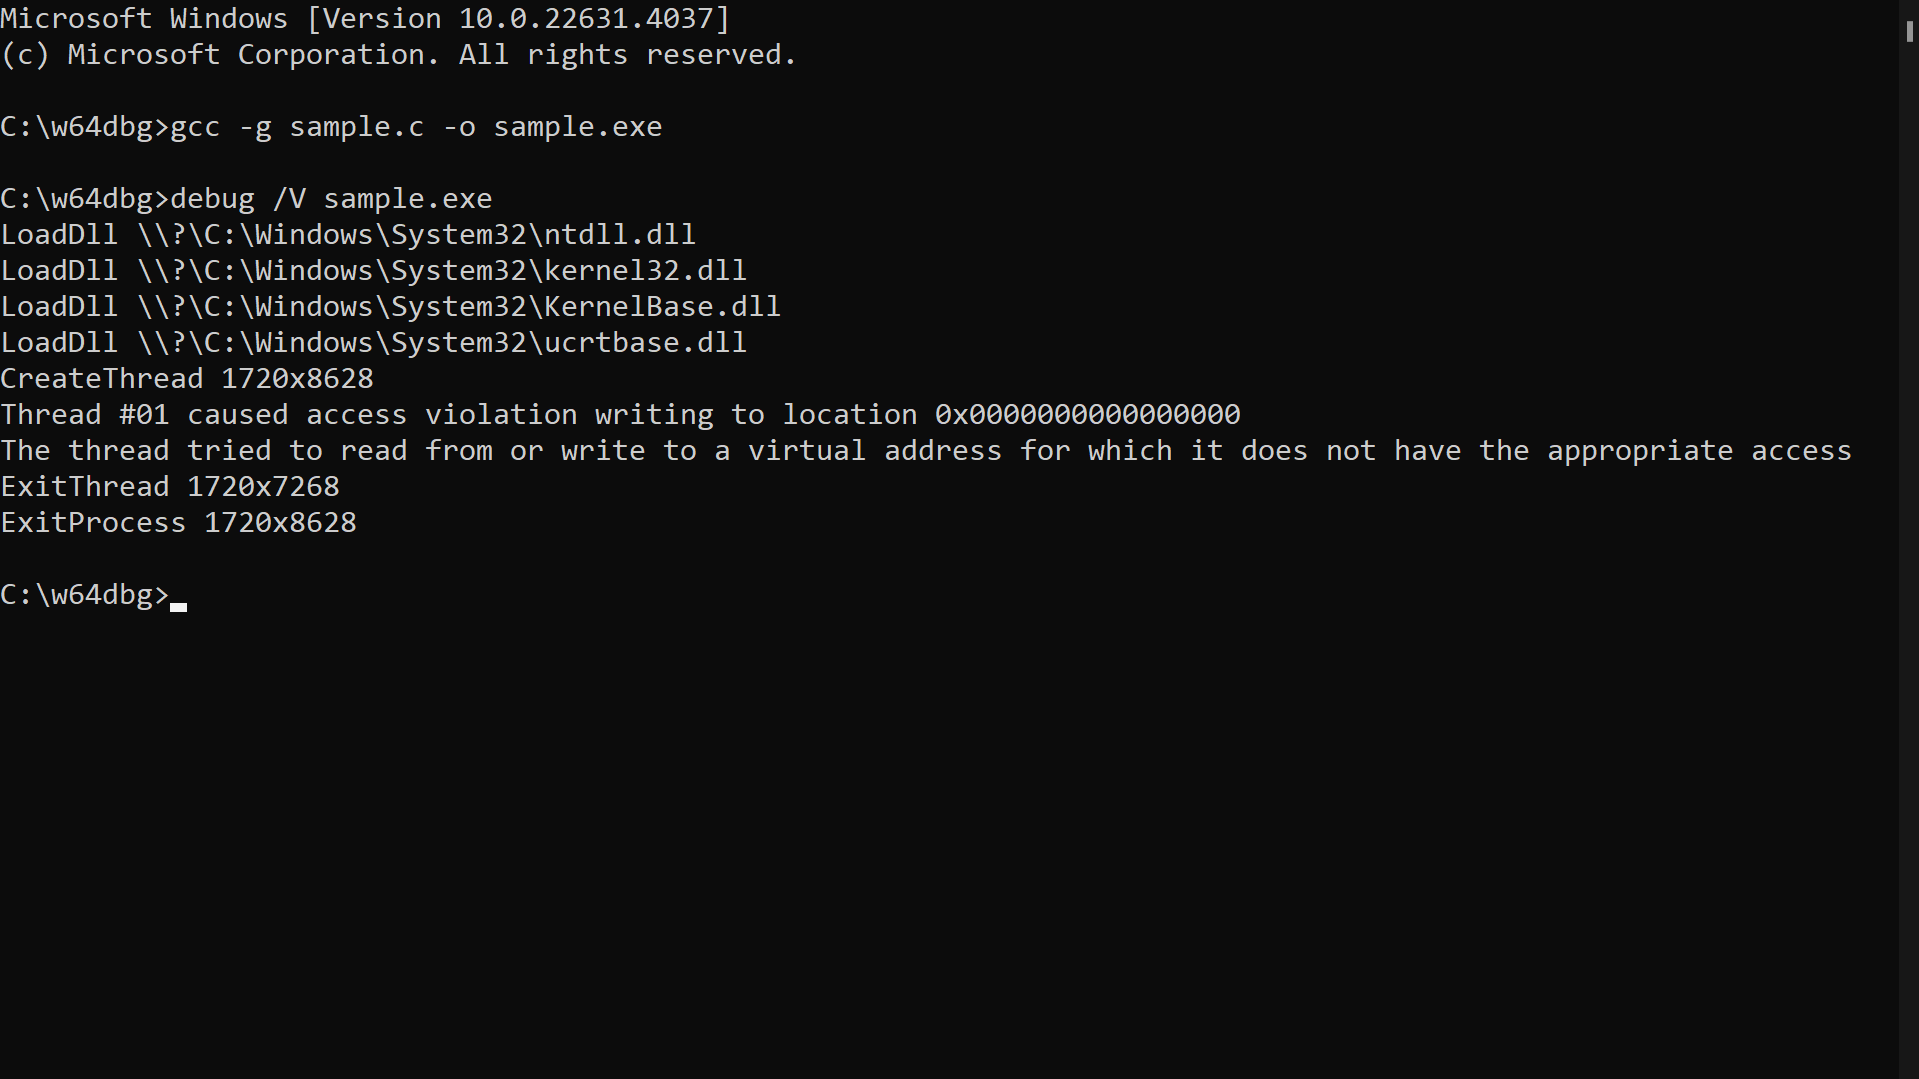 Microsoft Windows [Version 10.0.22631.4037]
(c) Microsoft Corporation. All rights reserved.
C:\w64dbg>gcc -g sample.c -o sample.exe
C:\w64dbg>debug /V sample.exe
LoadDll \\?\C:\Windows\System32\ntdll.dll
LoadDll \\?\C:\Windows\System32\kernel32.dll
LoadDll \\?\C:\Windows\System32\KernelBase.dll
LoadDll \\?\C:\Windows\System32\ucrtbase.dll
CreateThread 1720x8628
Thread #01 caused access violation writing to location 0x0000000000000000
The thread tried to read from or write to a virtual address for which it does not have the appropriate access
ExitThread 1720x7268
ExitProcess 1720x8628
C:\w64dbg>